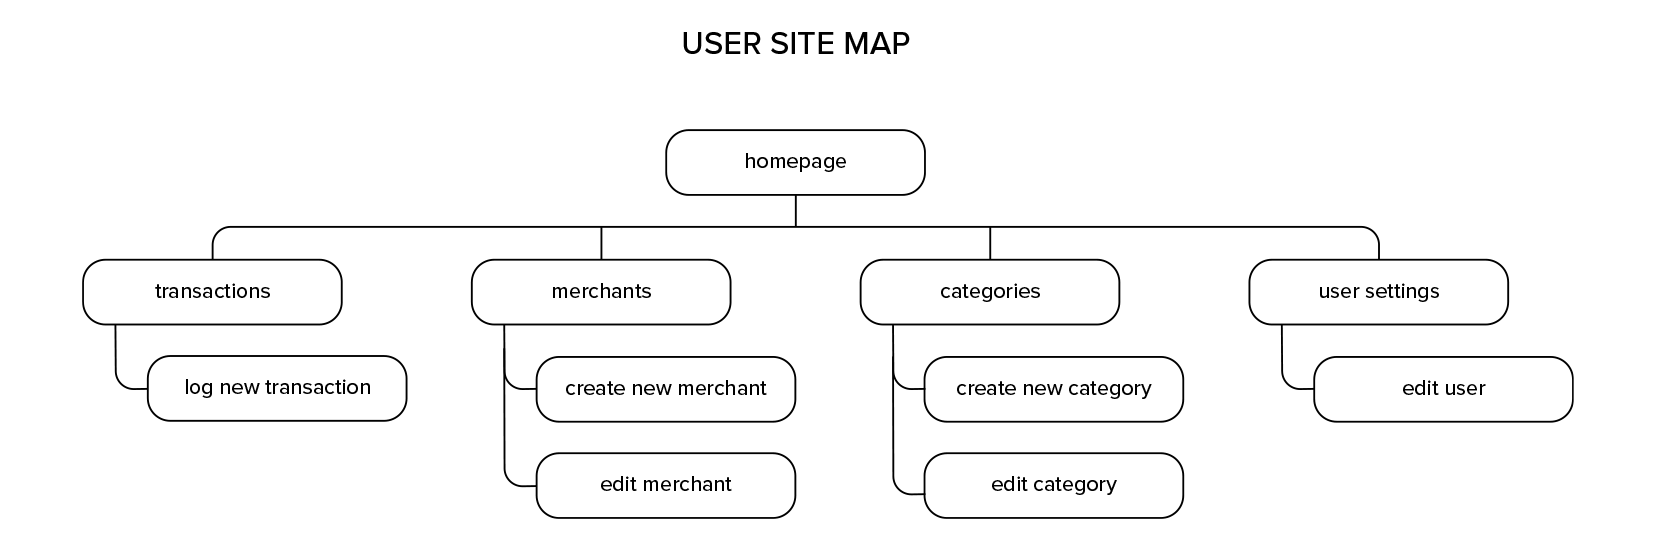 USER SITE MAP
homepage
transactions
merchants
categories
user settings
log new transaction
create new merchant
create new category
edit user
edit merchant
edit category